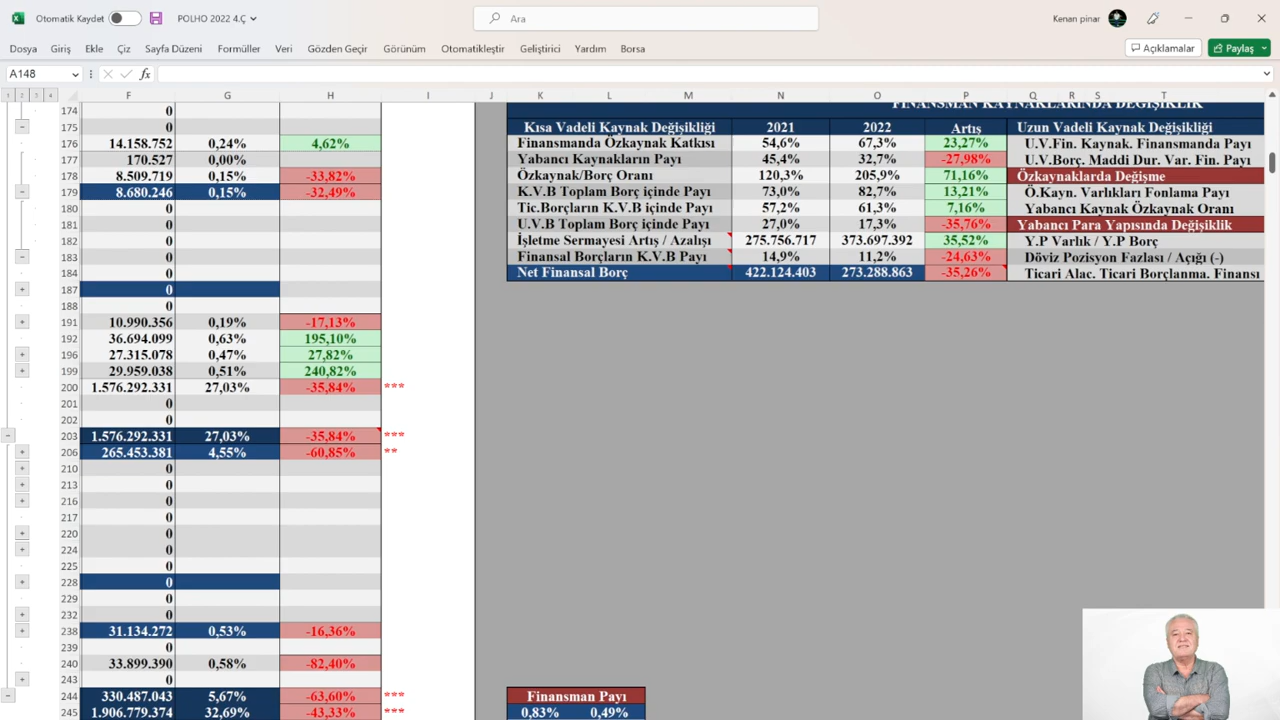 Otomatik Kaydet POLHO 2022 4.Ç Ara Kenan pinar
Dosya Giriş Ekle Çiz Sayfa Düzeni Formüller Veri Gözden Geçir Görünüm Otomatikleştir Geliştirici Yardım Borsa Açıklamalar Paylaş
A148 fx
1 2 3 4 F G H I J K L M N O P Q R S T
FİNANSMAN KAYNAKLARINDA DEĞİŞİKLİK
174 0
175 0 Kısa Vadeli Kaynak Değişikliği 2021 2022 Artış Uzun Vadeli Kaynak Değişikliği
176 14.158.752 0,24% 4,62% Finansmanda Özkaynak Katkısı 54,6% 67,3% 23,27% U.V.Fin. Kaynak. Finansmanda Payı
177 170.527 0,00% Yabancı Kaynakların Payı 45,4% 32,7% -27,98% U.V.Borç. Maddi Dur. Var. Fin. Payı
178 8.509.719 0,15% -33,82% Özkaynak/Borç Oranı 120,3% 205,9% 71,16% Özkaynaklarda Değişme
179 8.680.246 0,15% -32,49% K.V.B Toplam Borç içinde Payı 73,0% 82,7% 13,21% Ö.Kayn. Varlıkları Fonlama Payı
180 0 Tic.Borçların K.V.B içinde Payı 57,2% 61,3% 7,16% Yabancı Kaynak Özkaynak Oranı
181 0 U.V.B Toplam Borç içinde Payı 27,0% 17,3% -35,76% Yabancı Para Yapısında Değişiklik
182 0 İşletme Sermayesi Artış / Azalışı 275.756.717 373.697.392 35,52% Y.P Varlık / Y.P Borç
183 0 Finansal Borçların K.V.B Payı 14,9% 11,2% -24,63% Döviz Pozisyon Fazlası / Açığı (-)
184 0 Net Finansal Borç 422.124.403 273.288.863 -35,26% Ticari Alac. Ticari Borçlanma. Finansı
187 0
188 0
191 10.990.356 0,19% -17,13%
192 36.694.099 0,63% 195,10%
196 27.315.078 0,47% 27,82%
199 29.959.038 0,51% 240,82%
200 1.576.292.331 27,03% -35,84% ***
201 0
202 0
203 1.576.292.331 27,03% -35,84% ***
206 265.453.381 4,55% -60,85% **
210 0
213 0
216 0
217 0
220 0
224 0
225 0
228 0
229 0
232 0
238 31.134.272 0,53% -16,36%
239 0
240 33.899.390 0,58% -82,40%
243 0
244 330.487.043 5,67% -63,60% *** Finansman Payı
245 1.906.779.374 32,69% -43,33% *** 0,83% 0,49%